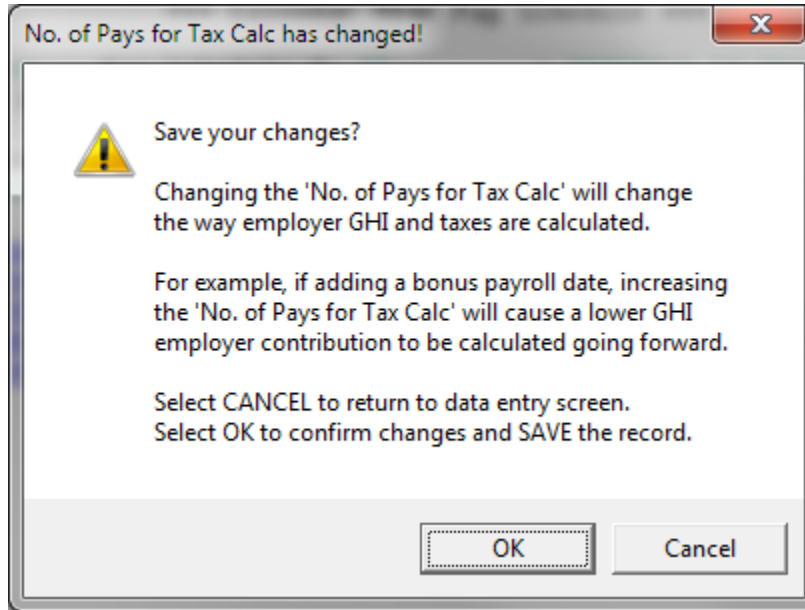 No. of Pays for Tax Calc has changed!
Save your changes?
Changing the 'No. of Pays for Tax Calc' will change
the way employer GHI and taxes are calculated.
For example, if adding a bonus payroll date, increasing
the 'No. of Pays for Tax Calc' will cause a lower GHI
employer contribution to be calculated going forward.
Select CANCEL to return to data entry screen.
Select OK to confirm changes and SAVE the record.
OK Cancel